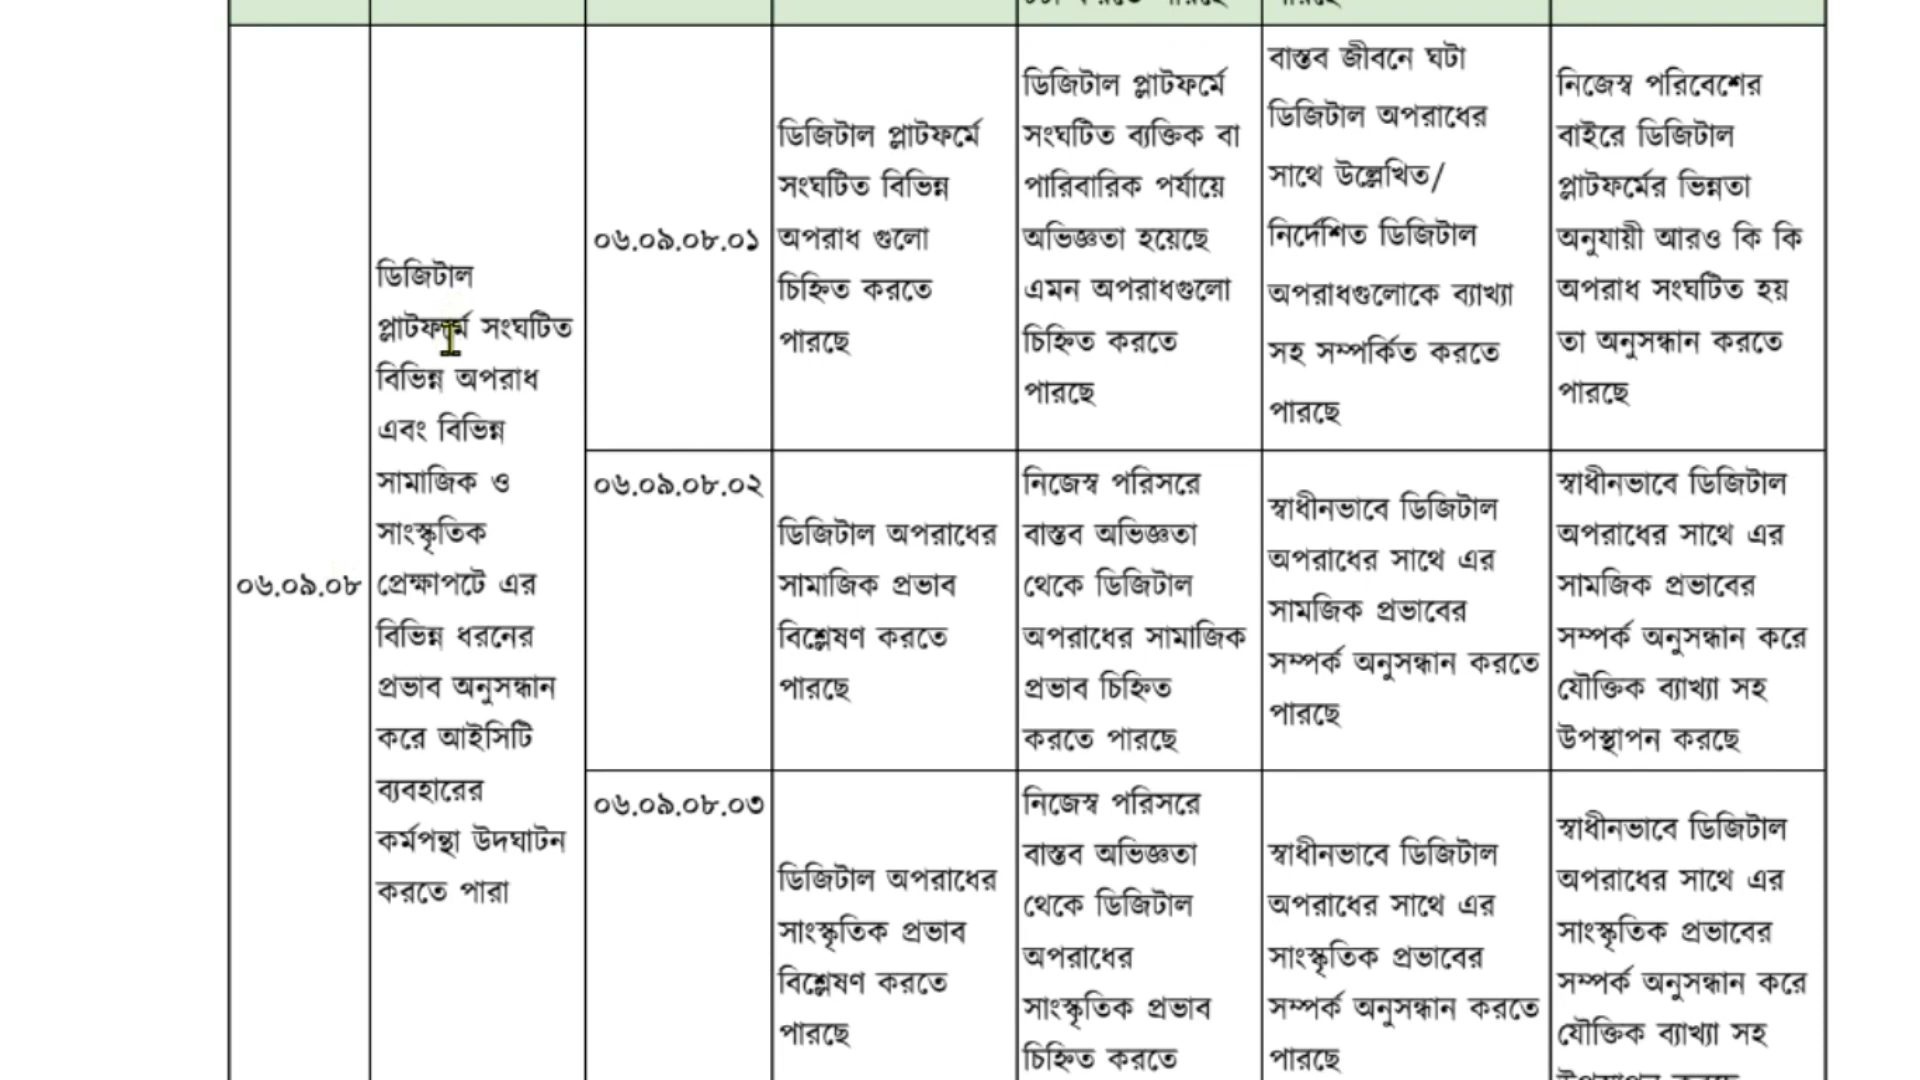 ০৬.০৯.০৮
ডিজিটাল
প্লাটফর্মে সংঘটিত
বিভিন্ন অপরাধ
এবং বিভিন্ন
সামাজিক ও
সাংস্কৃতিক
প্রেক্ষাপটে এর
বিভিন্ন ধরনের
প্রভাব অনুসন্ধান
করে আইসিটি
ব্যবহারের
কর্মপন্থা উদঘাটন
করতে পারা
০৬.০৯.০৮.০১
ডিজিটাল প্লাটফর্মে
সংঘটিত বিভিন্ন
অপরাধ গুলো
চিহ্নিত করতে
পারছে
ডিজিটাল প্লাটফর্মে
সংঘটিত ব্যক্তিক বা
পারিবারিক পর্যায়ে
অভিজ্ঞতা হয়েছে
এমন অপরাধগুলো
চিহ্নিত করতে
পারছে
বাস্তব জীবনে ঘটা
ডিজিটাল অপরাধের
সাথে উল্লেখিত/
নির্দেশিত ডিজিটাল
অপরাধগুলোকে ব্যাখ্যা
সহ সম্পর্কিত করতে
পারছে
নিজেস্ব পরিবেশের
বাইরে ডিজিটাল
প্লাটফর্মের ভিন্নতা
অনুযায়ী আরও কি কি
অপরাধ সংঘটিত হয়
তা অনুসন্ধান করতে
পারছে
০৬.০৯.০৮.০২
ডিজিটাল অপরাধের
সামাজিক প্রভাব
বিশ্লেষণ করতে
পারছে
নিজেস্ব পরিসরে
বাস্তব অভিজ্ঞতা
থেকে ডিজিটাল
অপরাধের সামাজিক
প্রভাব চিহ্নিত
করতে পারছে
স্বাধীনভাবে ডিজিটাল
অপরাধের সাথে এর
সামজিক প্রভাবের
সম্পর্ক অনুসন্ধান করতে
পারছে
স্বাধীনভাবে ডিজিটাল
অপরাধের সাথে এর
সামজিক প্রভাবের
সম্পর্ক অনুসন্ধান করে
যৌক্তিক ব্যাখ্যা সহ
উপস্থাপন করছে
০৬.০৯.০৮.০৩
ডিজিটাল অপরাধের
সাংস্কৃতিক প্রভাব
বিশ্লেষণ করতে
পারছে
নিজেস্ব পরিসরে
বাস্তব অভিজ্ঞতা
থেকে ডিজিটাল
অপরাধের
সাংস্কৃতিক প্রভাব
চিহ্নিত করতে
স্বাধীনভাবে ডিজিটাল
অপরাধের সাথে এর
সাংস্কৃতিক প্রভাবের
সম্পর্ক অনুসন্ধান করতে
পারছে
স্বাধীনভাবে ডিজিটাল
অপরাধের সাথে এর
সাংস্কৃতিক প্রভাবের
সম্পর্ক অনুসন্ধান করে
যৌক্তিক ব্যাখ্যা সহ